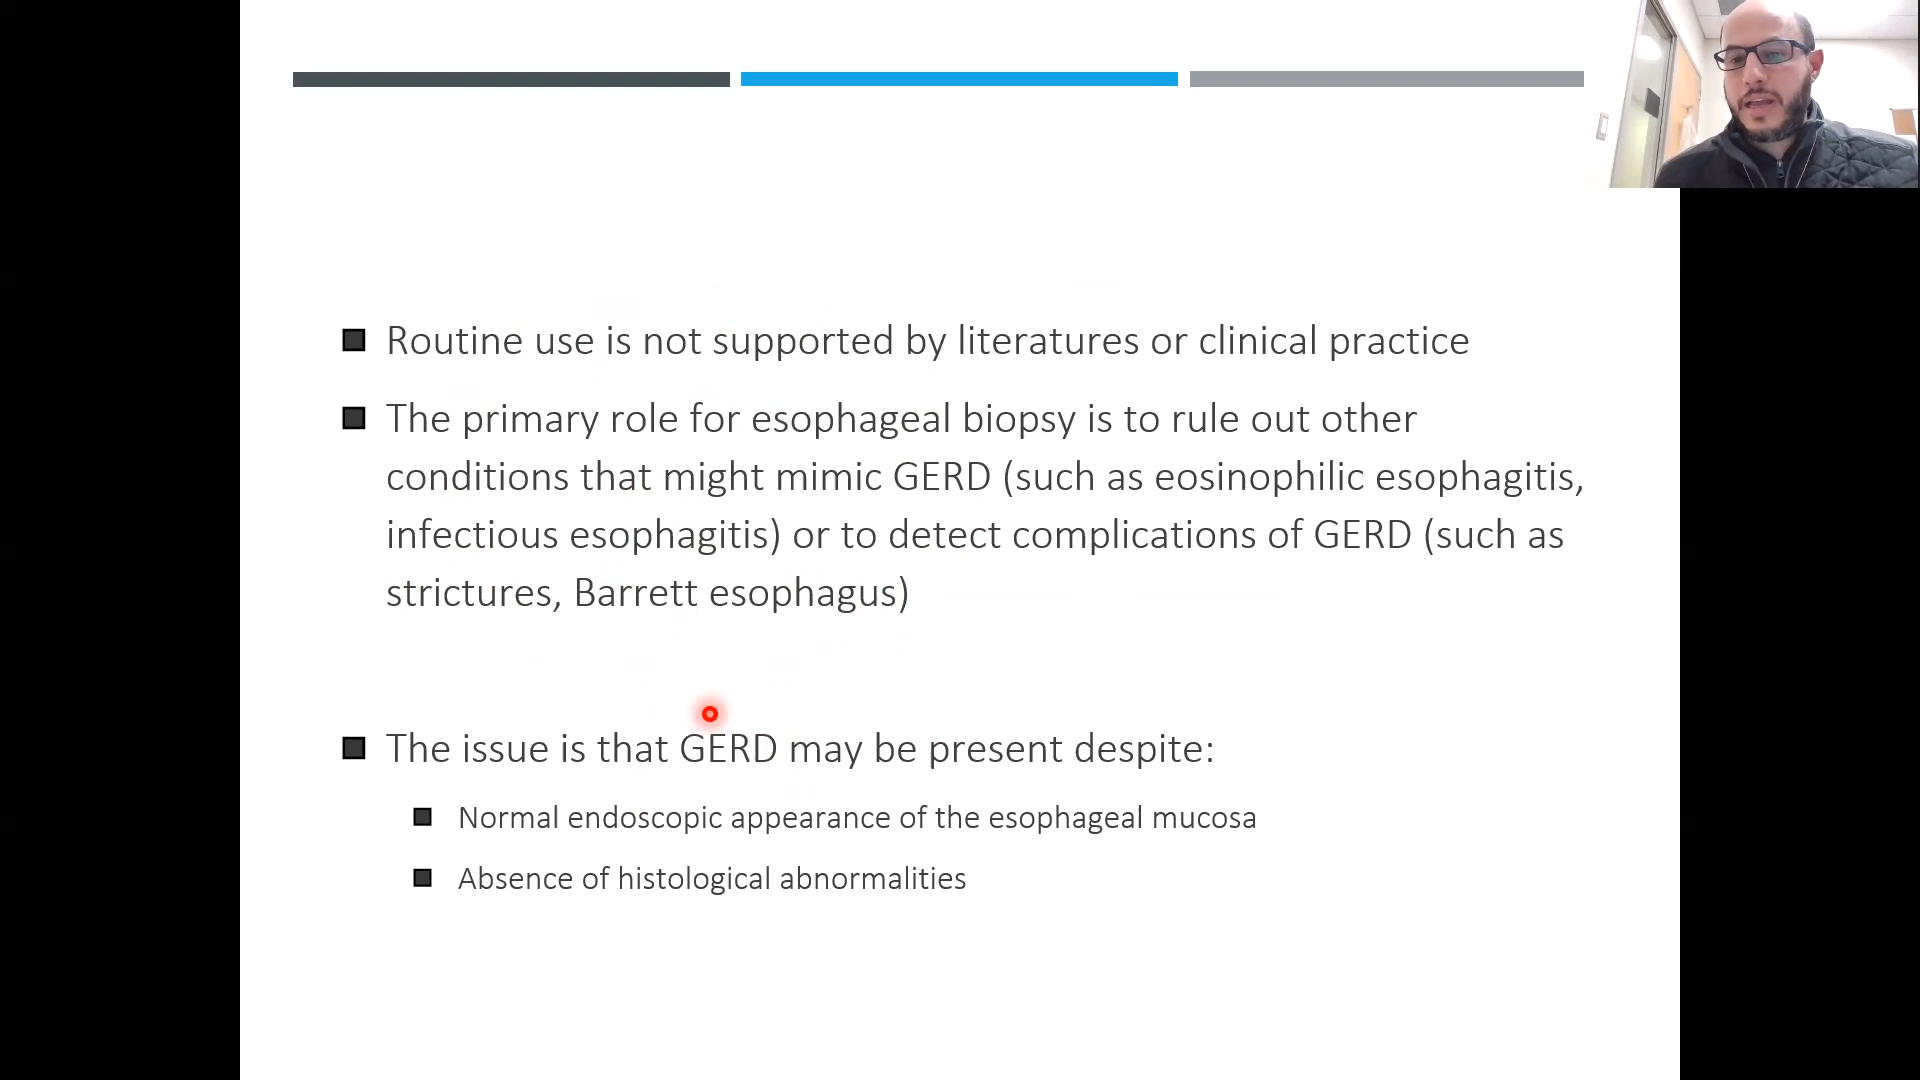 Routine use is not supported by literatures or clinical practice
The primary role for esophageal biopsy is to rule out other
conditions that might mimic GERD (such as eosinophilic esophagitis,
infectious esophagitis) or to detect complications of GERD (such as
strictures, Barrett esophagus)
The issue is that GERD may be present despite:
Normal endoscopic appearance of the esophageal mucosa
Absence of histological abnormalities